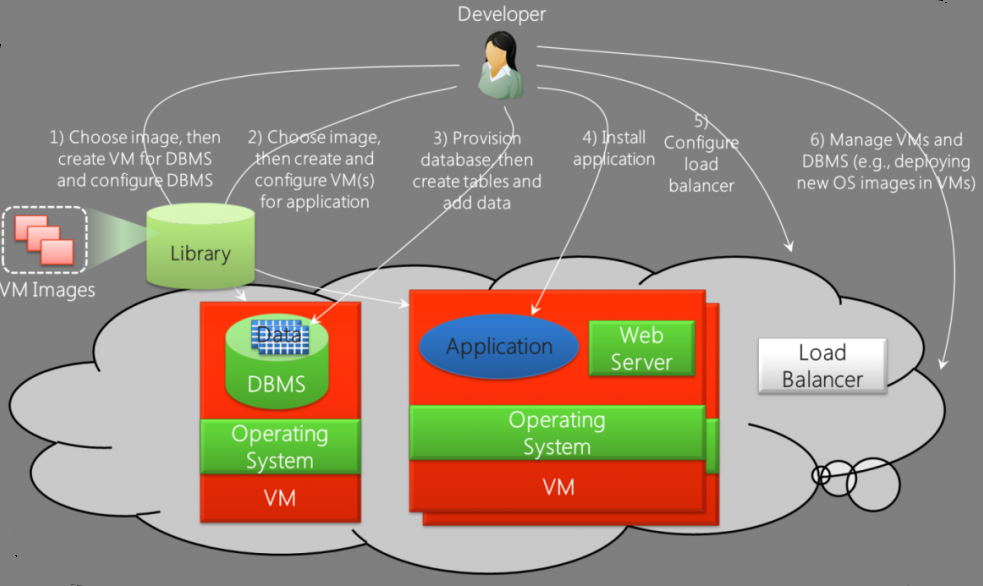 Developer
1) Choose image, then
create VM for DBMS
and configure DBMS
2) Choose image,
then create and
configure VM(s)
for application
3) Provision
database, then
create tables and
add data
4) Install
application
5)
Configure
load
balancer
6) Manage VMs and
DBMS (e.g., deploying
new OS images in VMs)
Library
VM Images
Data
DBMS
Operating
System
VM
Application
Web
Server
Operating
System
VM
Load
Balancer